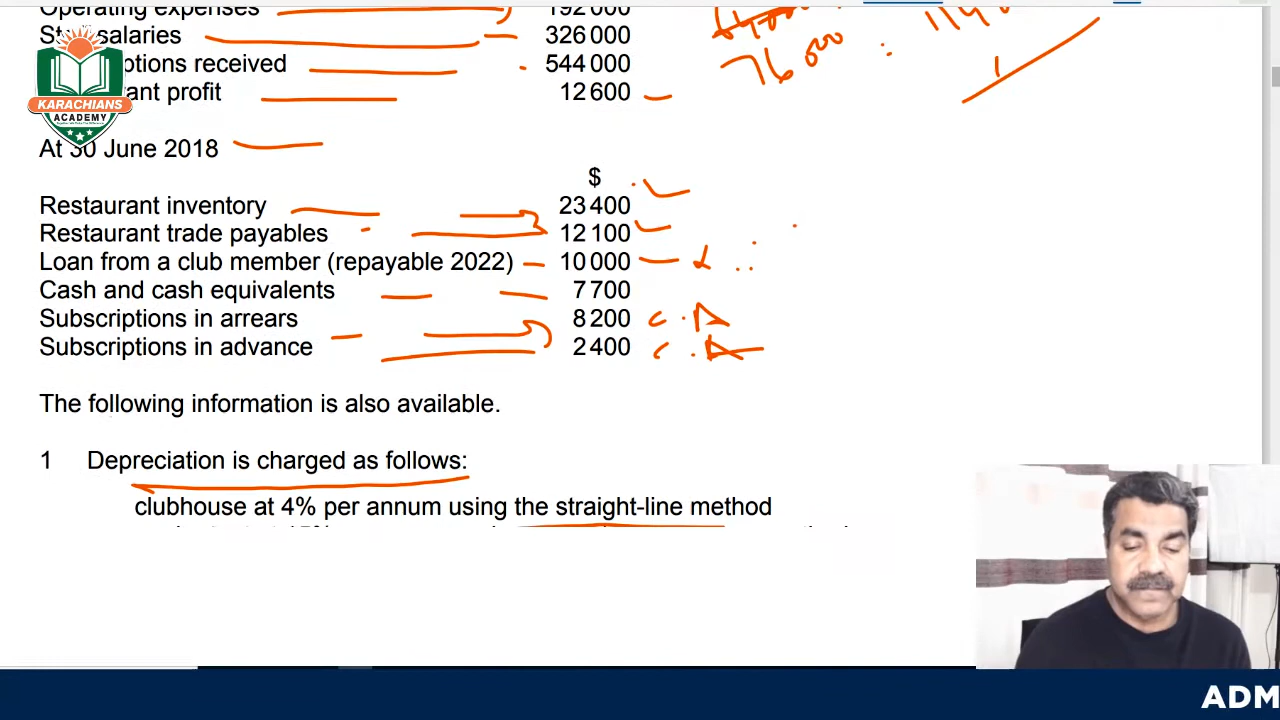 Operating expenses 192 000
salaries 326 000
ptions received 544 000
ant profit 12 600
76 000
KARACHIANS
ACADEMY
At 30 June 2018
$
Restaurant inventory 23 400
Restaurant trade payables 12 100
Loan from a club member (repayable 2022) 10 000
Cash and cash equivalents 7 700
Subscriptions in arrears 8 200 C.A
Subscriptions in advance 2 400 C.A
The following information is also available.
1 Depreciation is charged as follows:
clubhouse at 4% per annum using the straight-line method
ADM